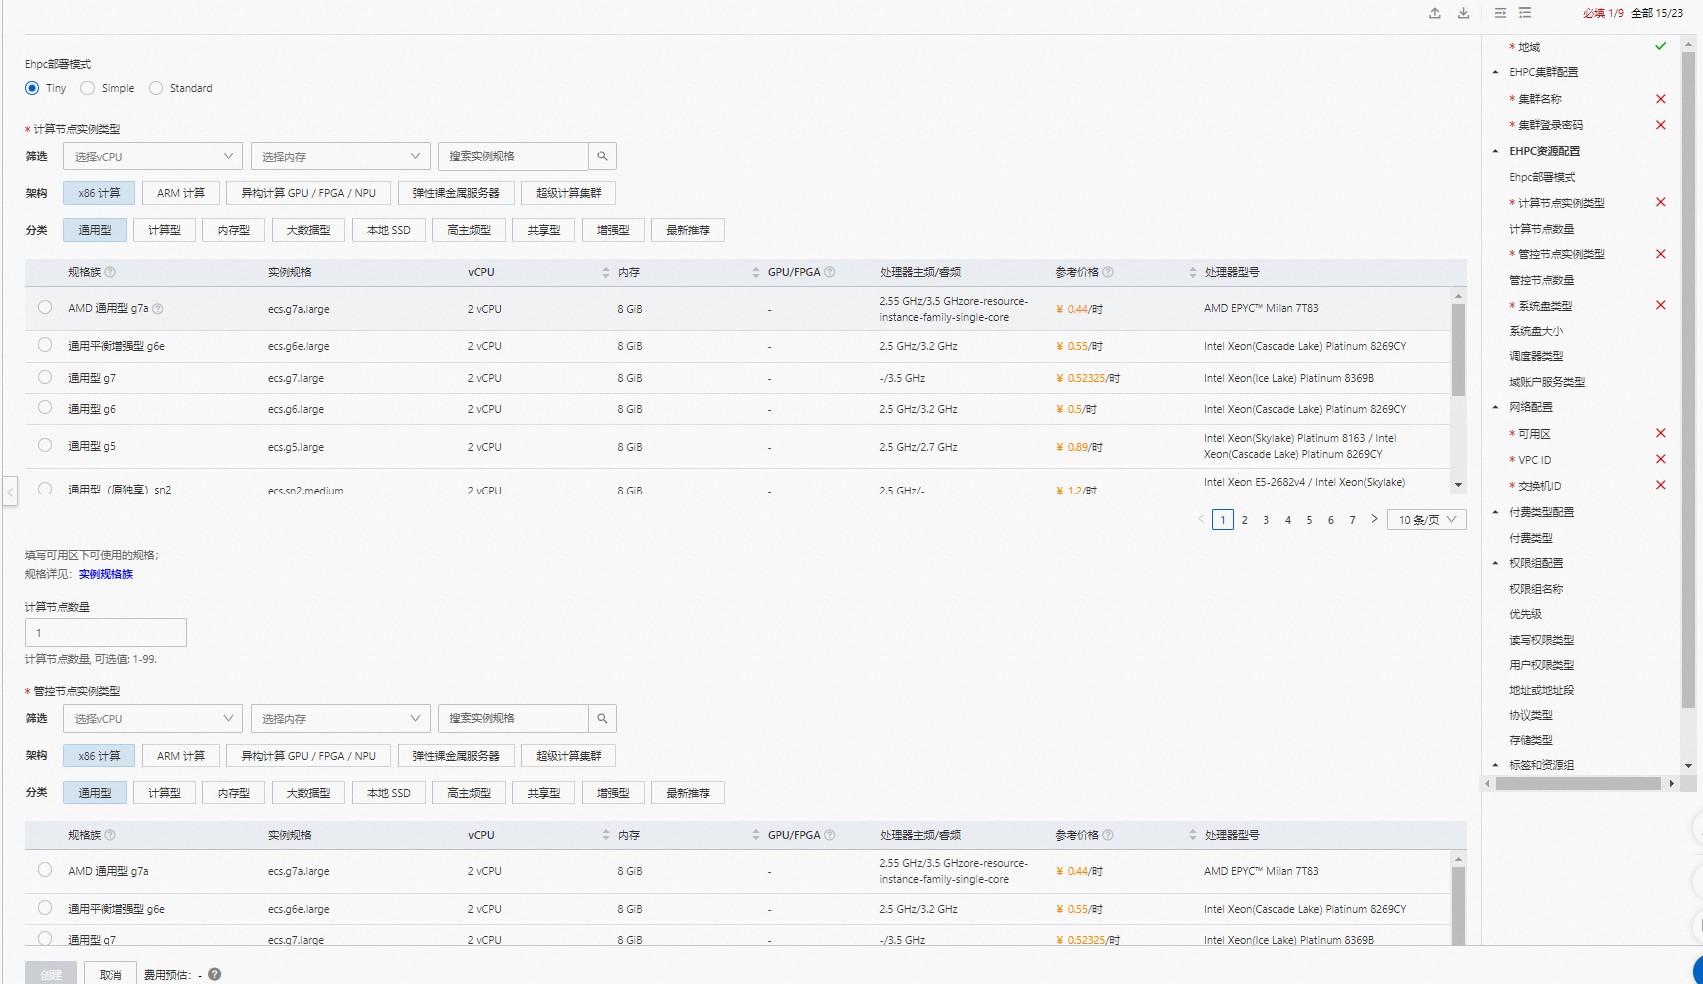 必填 1/9 全部 15/23
Ehpc部署模式
Tiny Simple Standard
* 计算节点实例类型
筛选 选择vCPU 选择内存 搜索实例规格
架构 x86 计算 ARM 计算 异构计算 GPU / FPGA / NPU 弹性裸金属服务器 超级计算集群
分类 通用型 计算型 内存型 大数据型 本地 SSD 高主频型 共享型 增强型 最新推荐
规格族 实例规格 vCPU 内存 GPU/FPGA 处理器主频/睿频 参考价格 处理器型号
AMD 通用型 g7a ecs.g7a.large 2 vCPU 8 GiB - 2.55 GHz/3.5 GHzore-resource-instance-family-single-core ¥ 0.44/时 AMD EPYC™ Milan 7T83
通用平衡增强型 g6e ecs.g6e.large 2 vCPU 8 GiB - 2.5 GHz/3.2 GHz ¥ 0.55/时 Intel Xeon(Cascade Lake) Platinum 8269CY
通用型 g7 ecs.g7.large 2 vCPU 8 GiB - -/3.5 GHz ¥ 0.52325/时 Intel Xeon(Ice Lake) Platinum 8369B
通用型 g6 ecs.g6.large 2 vCPU 8 GiB - 2.5 GHz/3.2 GHz ¥ 0.5/时 Intel Xeon(Cascade Lake) Platinum 8269CY
通用型 g5 ecs.g5.large 2 vCPU 8 GiB - 2.5 GHz/2.7 GHz ¥ 0.89/时 Intel Xeon(Skylake) Platinum 8163 / Intel Xeon(Cascade Lake) Platinum 8269CY
通用型（原独享）sn2 ecs.sn2.medium 2 vCPU 8 GiB - 2.5 GHz/- ¥ 1.2/时 Intel Xeon E5-2682v4 / Intel Xeon(Skylake)
1 2 3 4 5 6 7 10 条/页
填写可用区下可使用的规格;
规格详见: 实例规格族
计算节点数量
1
计算节点数量, 可选值: 1-99.
* 管控节点实例类型
筛选 选择vCPU 选择内存 搜索实例规格
架构 x86 计算 ARM 计算 异构计算 GPU / FPGA / NPU 弹性裸金属服务器 超级计算集群
分类 通用型 计算型 内存型 大数据型 本地 SSD 高主频型 共享型 增强型 最新推荐
规格族 实例规格 vCPU 内存 GPU/FPGA 处理器主频/睿频 参考价格 处理器型号
AMD 通用型 g7a ecs.g7a.large 2 vCPU 8 GiB - 2.55 GHz/3.5 GHzore-resource-instance-family-single-core ¥ 0.44/时 AMD EPYC™ Milan 7T83
通用平衡增强型 g6e ecs.g6e.large 2 vCPU 8 GiB - 2.5 GHz/3.2 GHz ¥ 0.55/时 Intel Xeon(Cascade Lake) Platinum 8269CY
通用型 g7 ecs.g7.large 2 vCPU 8 GiB - -/3.5 GHz ¥ 0.52325/时 Intel Xeon(Ice Lake) Platinum 8369B
创建 取消 费用预估: -
* 地域
EHPC集群配置
* 集群名称
* 集群登录密码
EHPC资源配置
Ehpc部署模式
* 计算节点实例类型
计算节点数量
* 管控节点实例类型
管控节点数量
* 系统盘类型
系统盘大小
调度器类型
域账户服务类型
网络配置
* 可用区
* VPC ID
* 交换机ID
付费类型配置
付费类型
权限组配置
权限组名称
优先级
读写权限类型
用户权限类型
地址或地址段
协议类型
存储类型
标签和资源组